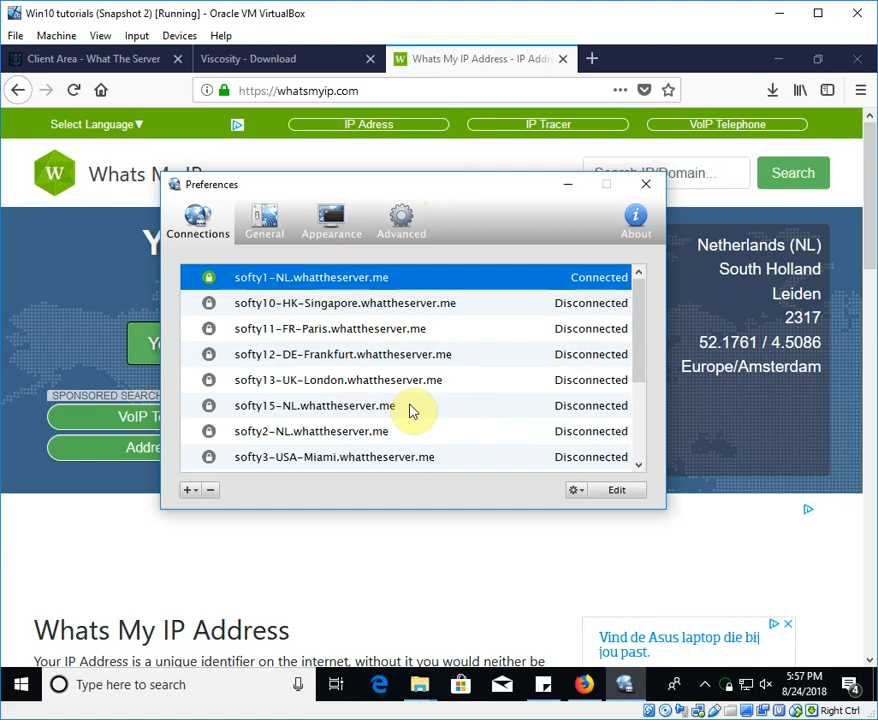 Win10 tutorials (Snapshot 2) [Running] - Oracle VM VirtualBox
File Machine View Input Devices Help
Client Area - What The Server
Viscosity - Download
Whats My IP Address - IP Addr
https://whatsmyip.com
Select Language▼
IP Adress
IP Tracer
VoIP Telephone
W
Whats My IP
Search IP/Domain...
Search
Preferences
Connections
General
Appearance
Advanced
About
softy1-NL.whattheserver.me Connected
softy10-HK-Singapore.whattheserver.me Disconnected
softy11-FR-Paris.whattheserver.me Disconnected
softy12-DE-Frankfurt.whattheserver.me Disconnected
softy13-UK-London.whattheserver.me Disconnected
softy15-NL.whattheserver.me Disconnected
softy2-NL.whattheserver.me Disconnected
softy3-USA-Miami.whattheserver.me Disconnected
Edit
Y
Yo
SPONSORED SEARCH
VoIP Te
Addre
Netherlands (NL)
South Holland
Leiden
2317
52.1761 / 4.5086
Europe/Amsterdam
Whats My IP Address
Your IP Address is a unique identifier on the internet, without it you would neither be
Vind de Asus laptop die bij
jou past.
Type here to search
5:57 PM
8/24/2018
4
Right Ctrl